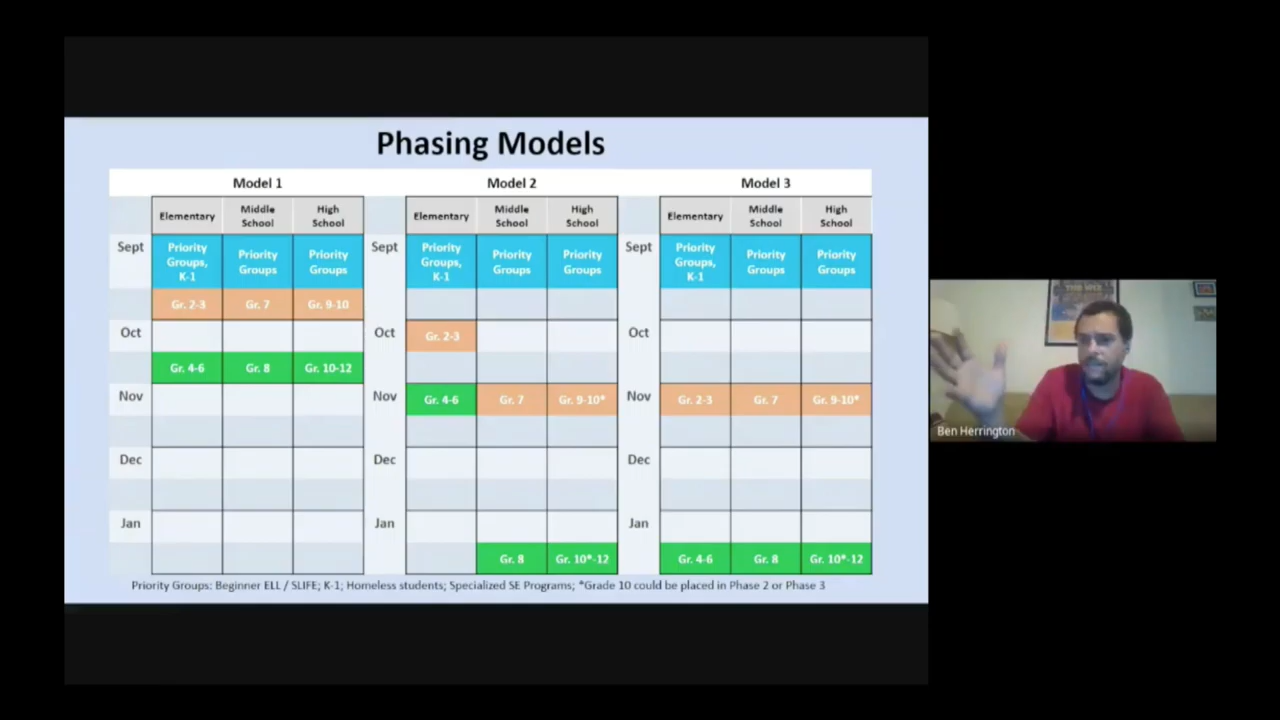 Phasing Models
Model 1 Model 2 Model 3
Elementary Middle School High School Elementary Middle School High School Elementary Middle School High School
Sept Priority Groups, K-1 Priority Groups Priority Groups Sept Priority Groups, K-1 Priority Groups Priority Groups Sept Priority Groups, K-1 Priority Groups Priority Groups
Gr. 2-3 Gr. 7 Gr. 9-10
Oct Oct Gr. 2-3 Oct
Gr. 4-6 Gr. 8 Gr. 10-12
Nov Nov Gr. 4-6 Gr. 7 Gr. 9-10* Nov Gr. 2-3 Gr. 7 Gr. 9-10*
Dec Dec Dec
Jan Jan Jan
Gr. 8 Gr. 10*-12 Gr. 4-6 Gr. 8 Gr. 10*-12
Priority Groups: Beginner ELL / SLIFE; K-1; Homeless students; Specialized SE Programs; *Grade 10 could be placed in Phase 2 or Phase 3
Ben Herrington